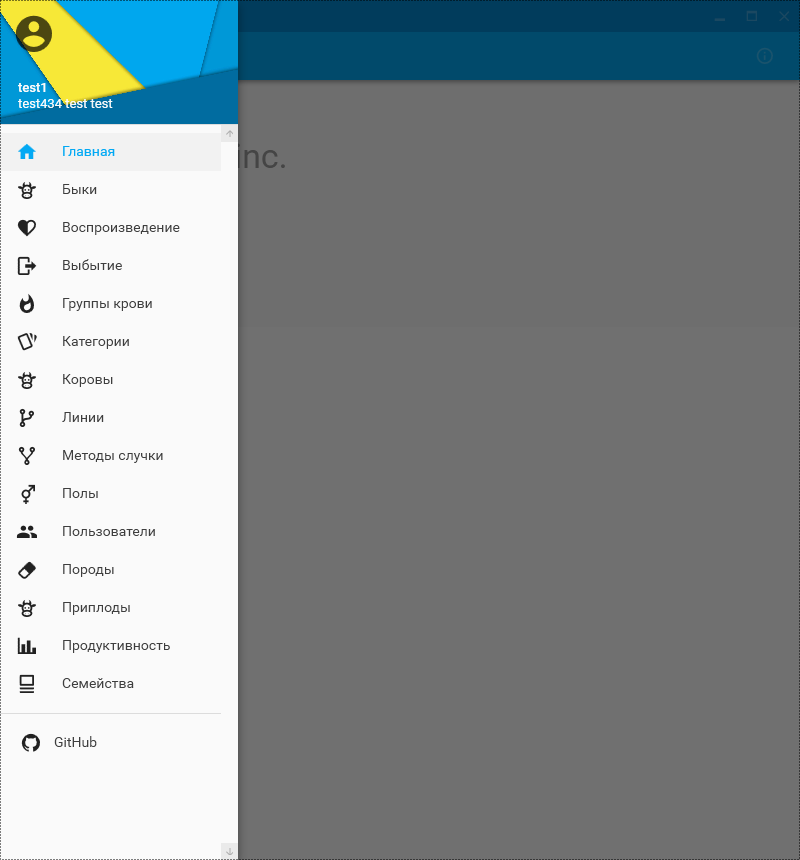 test1
test434 test test
inc.
Главная
Быки
Воспроизведение
Выбытие
Группы крови
Категории
Коровы
Линии
Методы случки
Полы
Пользователи
Породы
Приплоды
Продуктивность
Семейства
GitHub